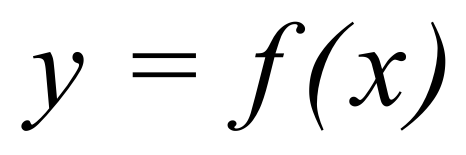 y = f(x)